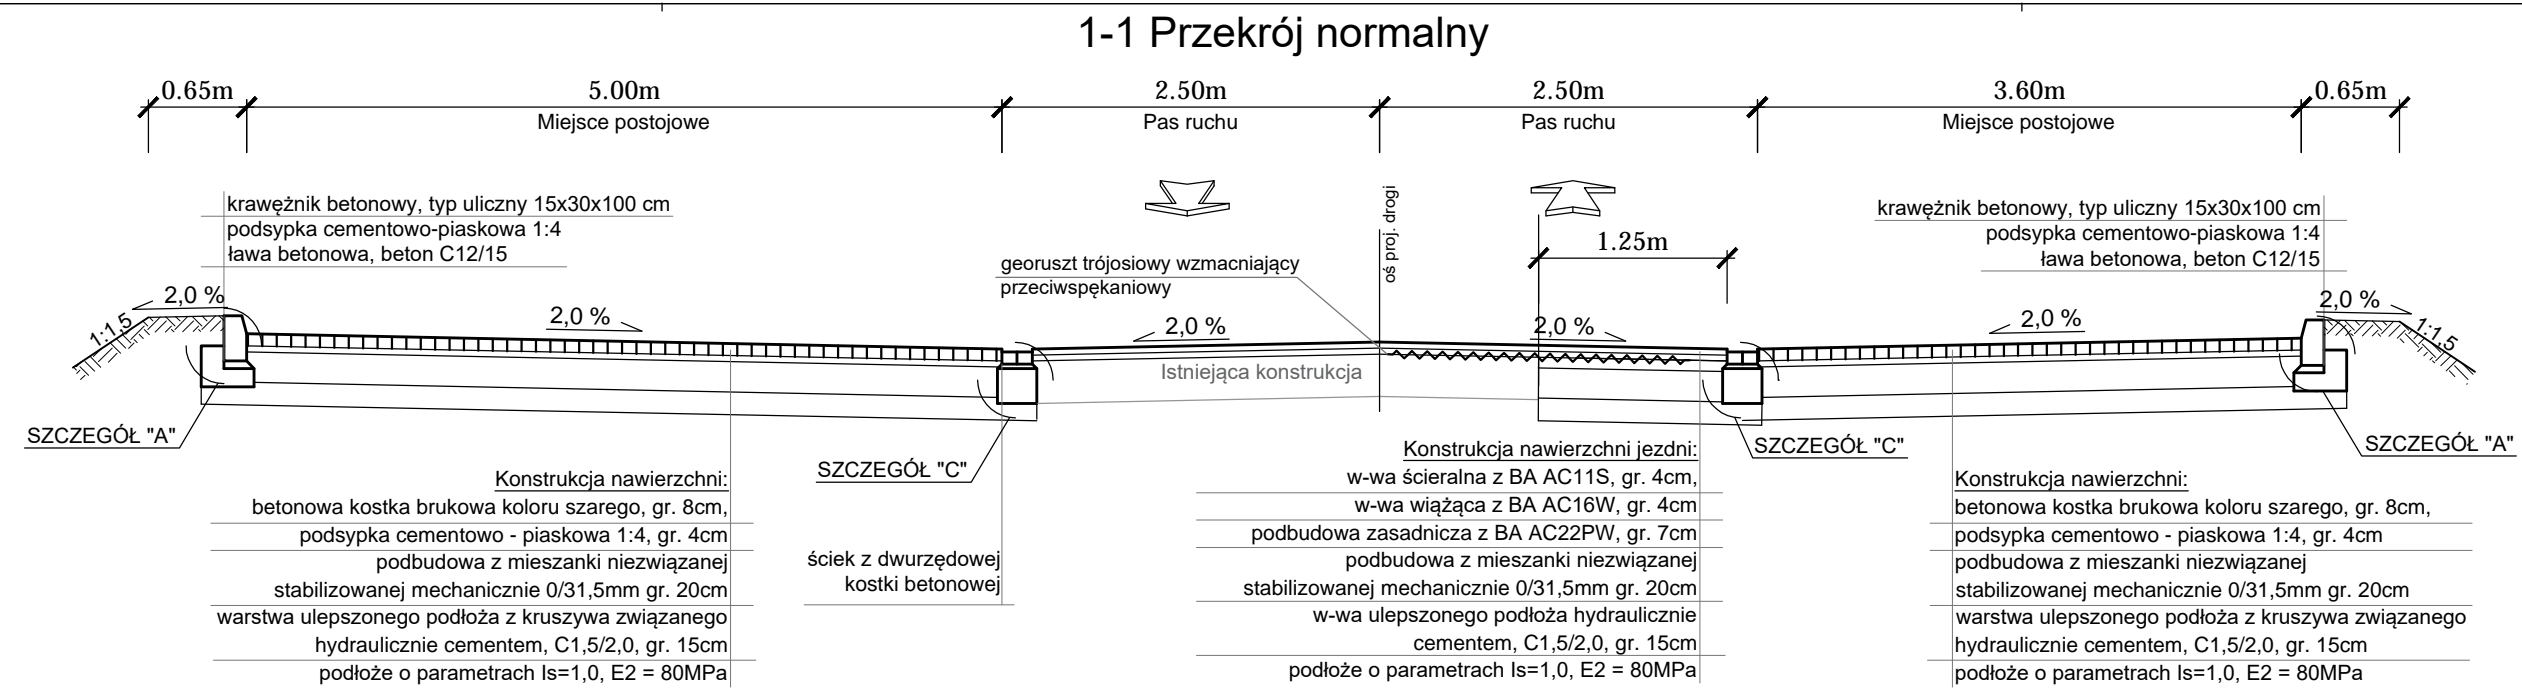 1-1 Przekrój normalny
0.65m
5.00m
2.50m
2.50m
3.60m
0.65m
Miejsce postojowe
Pas ruchu
Pas ruchu
Miejsce postojowe
krawężnik betonowy, typ uliczny 15x30x100 cm
podsypka cementowo-piaskowa 1:4
ława betonowa, beton C12/15
georuszt trójosiowy wzmacniający
przeciwspękaniowy
oś proj. drogi
1.25m
krawężnik betonowy, typ uliczny 15x30x100 cm
podsypka cementowo-piaskowa 1:4
ława betonowa, beton C12/15
1:1,5
2,0 %
2,0 %
2,0 %
2,0 %
2,0 %
2,0 %
1:1,5
Istniejąca konstrukcja
SZCZEGÓŁ "A"
SZCZEGÓŁ "C"
SZCZEGÓŁ "C"
SZCZEGÓŁ "A"
Konstrukcja nawierzchni:
betonowa kostka brukowa koloru szarego, gr. 8cm,
podsypka cementowo - piaskowa 1:4, gr. 4cm
podbudowa z mieszanki niezwiązanej
stabilizowanej mechanicznie 0/31,5mm gr. 20cm
warstwa ulepszonego podłoża z kruszywa związanego
hydraulicznie cementem, C1,5/2,0, gr. 15cm
podłoże o parametrach Is=1,0, E2 = 80MPa
ściek z dwurzędowej
kostki betonowej
Konstrukcja nawierzchni jezdni:
w-wa ścieralna z BA AC11S, gr. 4cm,
w-wa wiążąca z BA AC16W, gr. 4cm
podbudowa zasadnicza z BA AC22PW, gr. 7cm
podbudowa z mieszanki niezwiązanej
stabilizowanej mechanicznie 0/31,5mm gr. 20cm
w-wa ulepszonego podłoża hydraulicznie
cementem, C1,5/2,0, gr. 15cm
podłoże o parametrach Is=1,0, E2 = 80MPa
Konstrukcja nawierzchni:
betonowa kostka brukowa koloru szarego, gr. 8cm,
podsypka cementowo - piaskowa 1:4, gr. 4cm
podbudowa z mieszanki niezwiązanej
stabilizowanej mechanicznie 0/31,5mm gr. 20cm
warstwa ulepszonego podłoża z kruszywa związanego
hydraulicznie cementem, C1,5/2,0, gr. 15cm
podłoże o parametrach Is=1,0, E2 = 80MPa